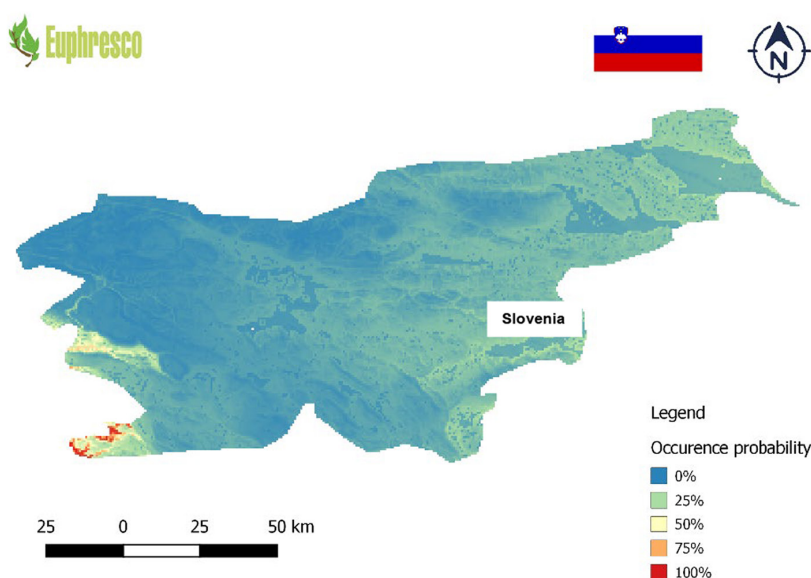 Euphresco
N
Slovenia
Legend
Occurence probability
0%
25%
50%
75%
100%
25 0 25 50 km